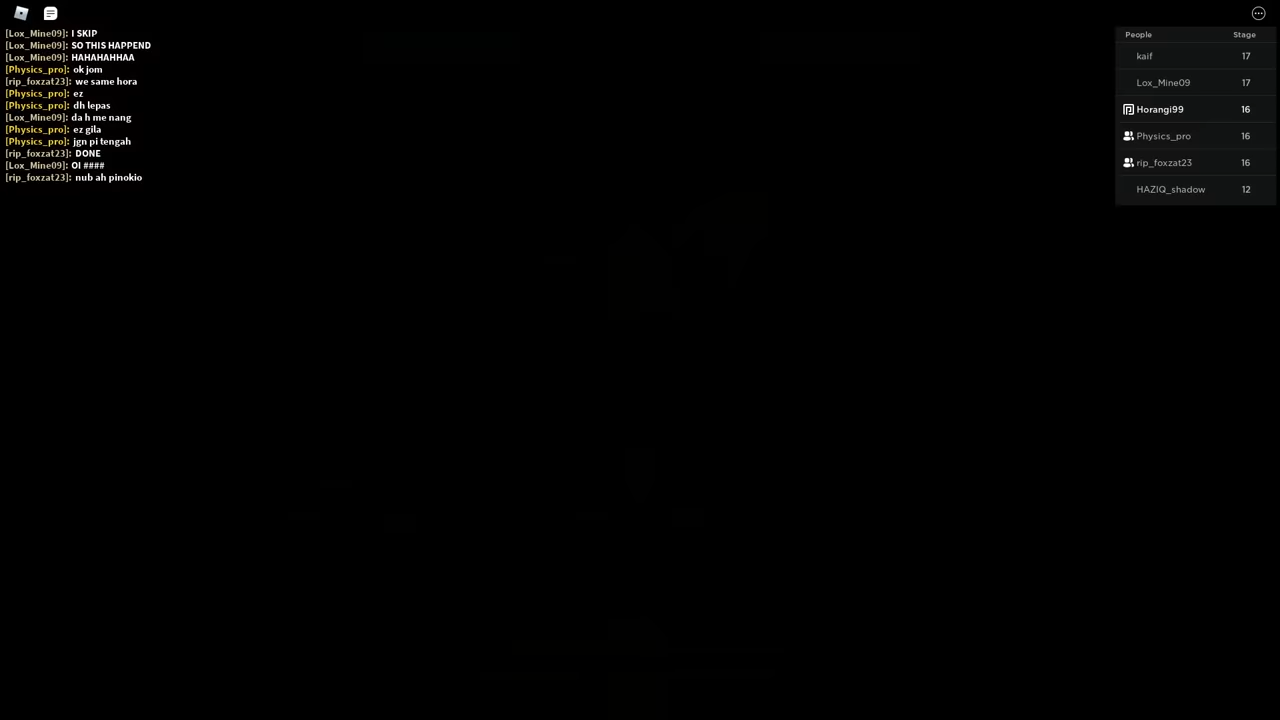 [Lox_Mine09]: I SKIP
[Lox_Mine09]: SO THIS HAPPEND
[Lox_Mine09]: HAHAHAHHAA
[Physics_pro]: ok jom
[rip_foxzat23]: we same hora
[Physics_pro]: ez
[Physics_pro]: dh lepas
[Lox_Mine09]: da h me nang
[Physics_pro]: ez gila
[Physics_pro]: jgn pi tengah
[rip_foxzat23]: DONE
[Lox_Mine09]: OI ####
[rip_foxzat23]: nub ah pinokio
People Stage
kaif 17
Lox_Mine09 17
Horangi99 16
Physics_pro 16
rip_foxzat23 16
HAZIQ_shadow 12